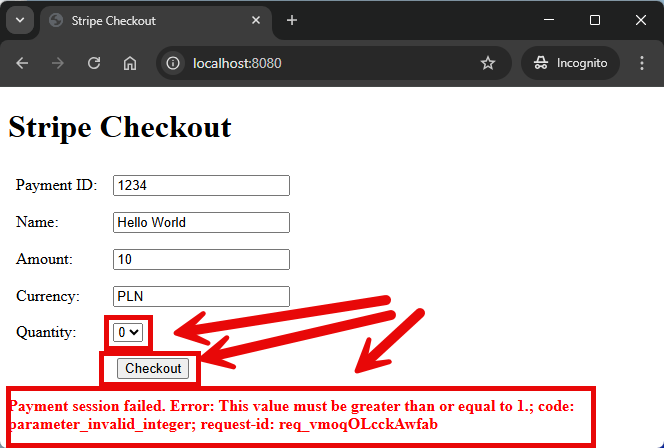 Stripe Checkout
localhost:8080
Incognito
Stripe Checkout
Payment ID: 1234
Name: Hello World
Amount: 10
Currency: PLN
Quantity: 0
Checkout
Payment session failed. Error: This value must be greater than or equal to 1.; code:
parameter_invalid_integer; request-id: req_vmoqOLcckAwfab